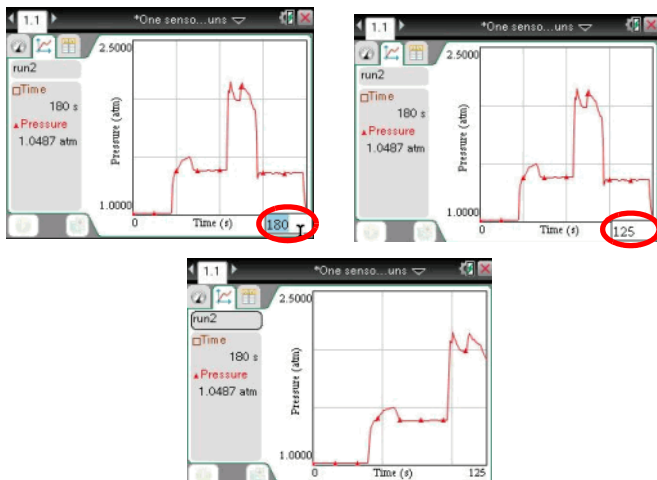 1.1
*One senso...uns
run2
Time
180 s
Pressure
1.0487 atm
2.5000
Pressure (atm)
1.0000
0
Time (s)
180
1.1
*One senso...uns
run2
Time
180 s
Pressure
1.0487 atm
2.5000
Pressure (atm)
1.0000
0
Time (s)
125
1.1
*One senso...uns
run2
Time
180 s
Pressure
1.0487 atm
2.5000
Pressure (atm)
1.0000
0
Time (s)
125